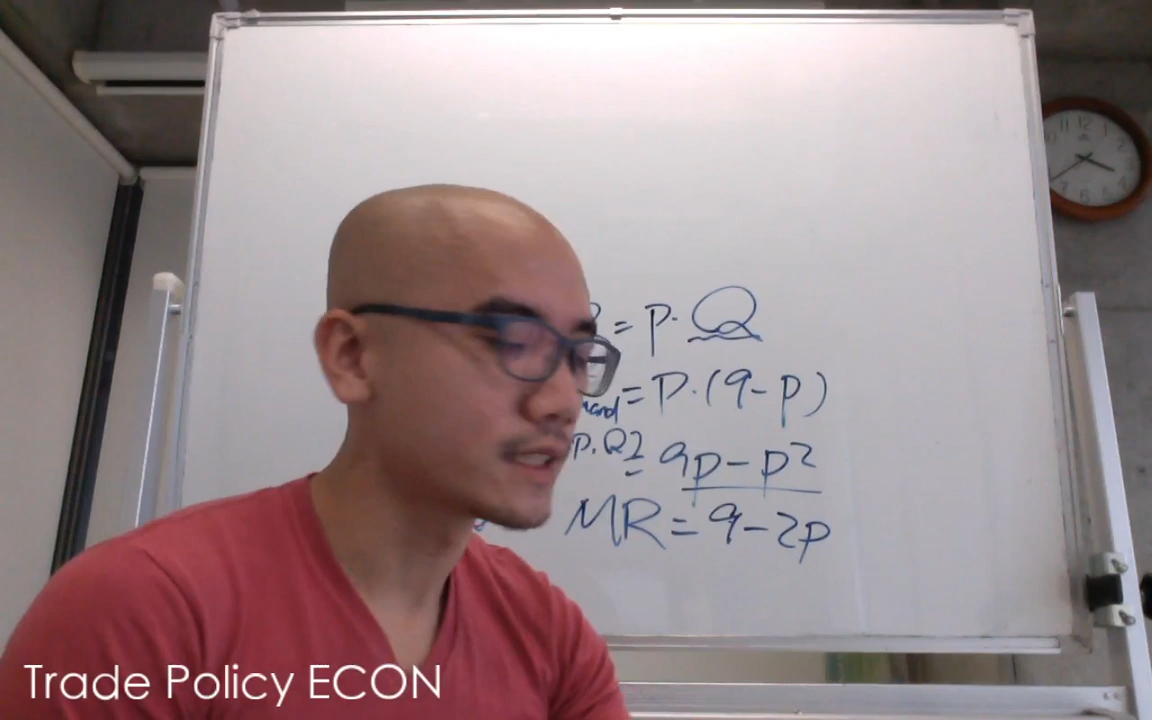 = P. Q
= P.(9-P)
P.Q]
= 9P-P²
MR = 9-2P
Trade Policy ECON